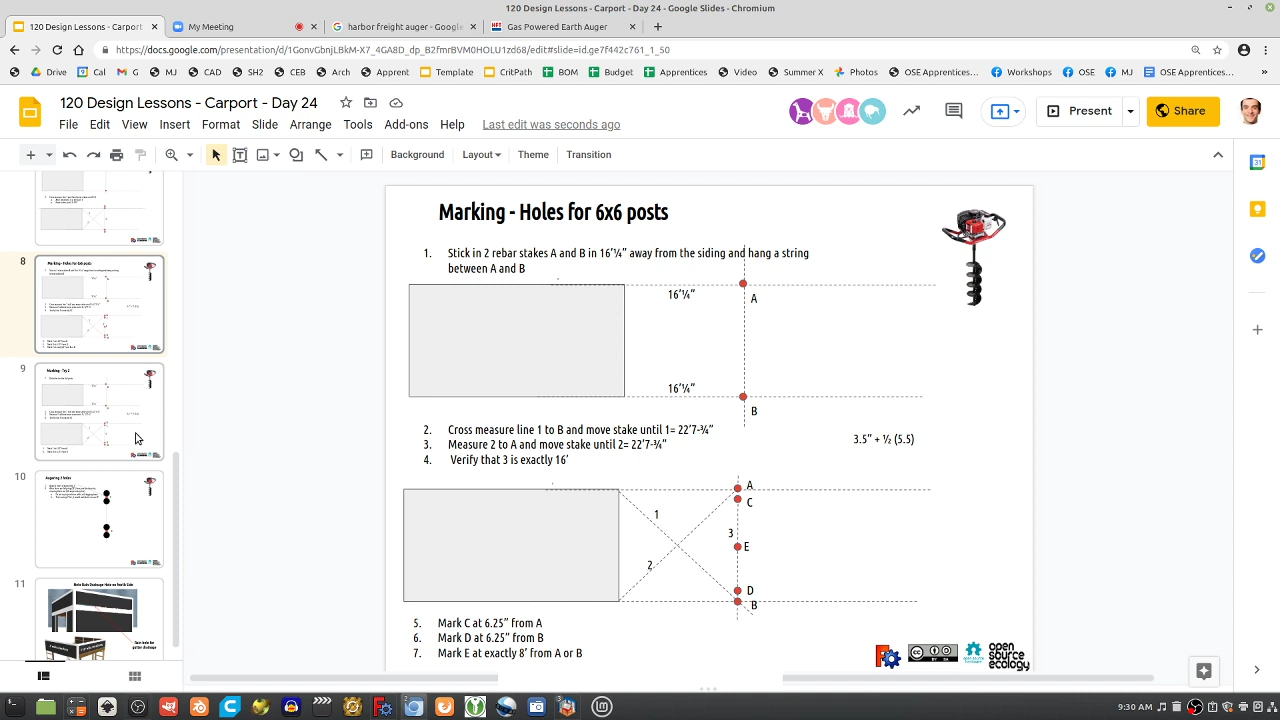 120 Design Lessons - Carport - Day 24 - Google Slides - Chromium
120 Design Lessons - Carport
My Meeting
harbor freight auger - Google
Gas Powered Earth Auger
https://docs.google.com/presentation/d/1GonvGbnjLBkM-X7_4GA8D_dp_B2fmrBVM0HOLU1zd68/edit#slide=id.ge7f442c761_1_50
Drive
Cal
G
MJ
CAD
SH2
CEB
Arch
Apprent
Template
CritPath
BOM
Budget
Apprentices
Video
Summer X
Photos
OSE Apprentices…
Workshops
OSE
MJ
OSE Apprentices…
120 Design Lessons - Carport - Day 24
File Edit View Insert Format Slide Arrange Tools Add-ons Help Last edit was seconds ago
Present
Share
Background Layout Theme Transition
8
9
10
11
Marking - Holes for 6x6 posts
1. Stick in 2 rebar stakes A and B in 16'¼" away from the siding and hang a string
between A and B
16'¼"
A
16'¼"
B
2. Cross measure line 1 to B and move stake until 1= 22'7-¾"
3. Measure 2 to A and move stake until 2= 22'7-¾"
4. Verify that 3 is exactly 16'
3.5" + ½ (5.5)
A
C
1
3
E
2
D
B
5. Mark C at 6.25" from A
6. Mark D at 6.25" from B
7. Mark E at exactly 8' from A or B
open
source
ecology
9:30 AM